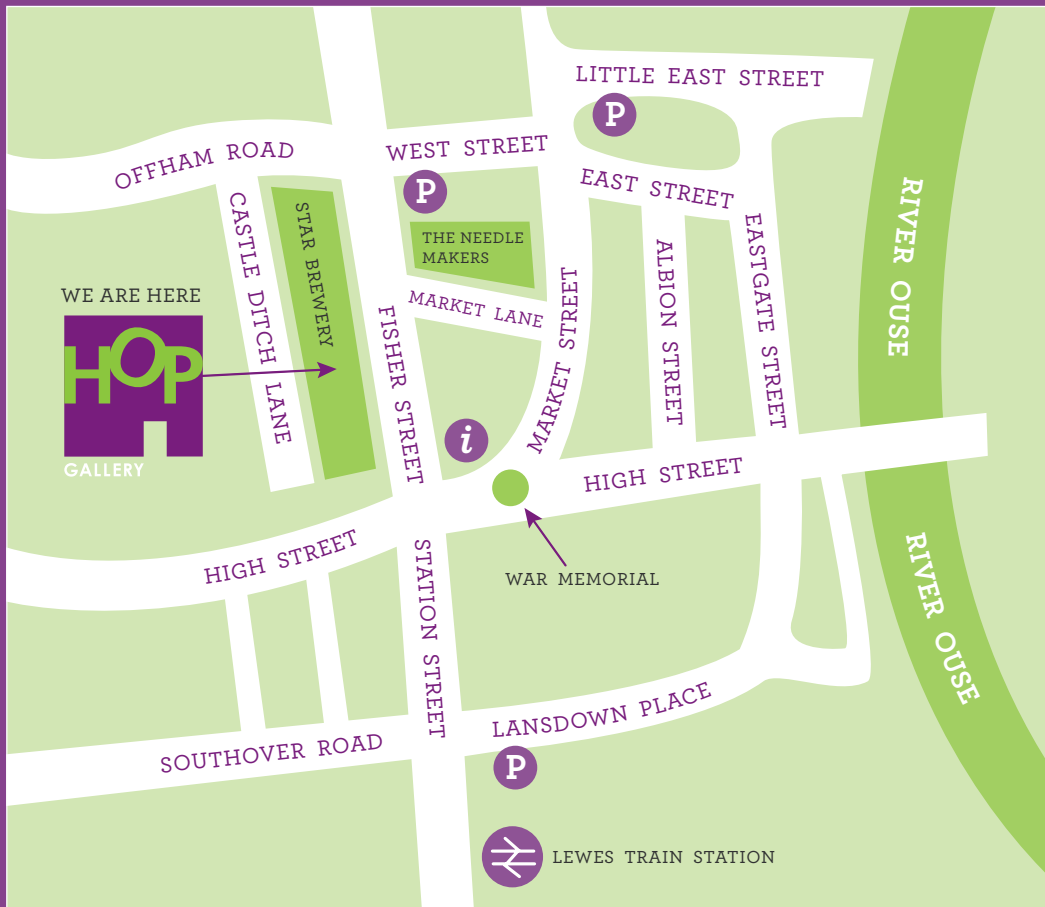 LITTLE EAST STREET
P
OFFHAM ROAD
WEST STREET
P
EAST STREET
CASTLE DITCH LANE
STAR BREWERY
THE NEEDLE
MAKERS
ALBION STREET
EASTGATE STREET
RIVER OUSE
WE ARE HERE
HOP
GALLERY
MARKET LANE
FISHER STREET
MARKET STREET
i
HIGH STREET
HIGH STREET
WAR MEMORIAL
STATION STREET
RIVER OUSE
LANSDOWN PLACE
SOUTHOVER ROAD
P
LEWES TRAIN STATION